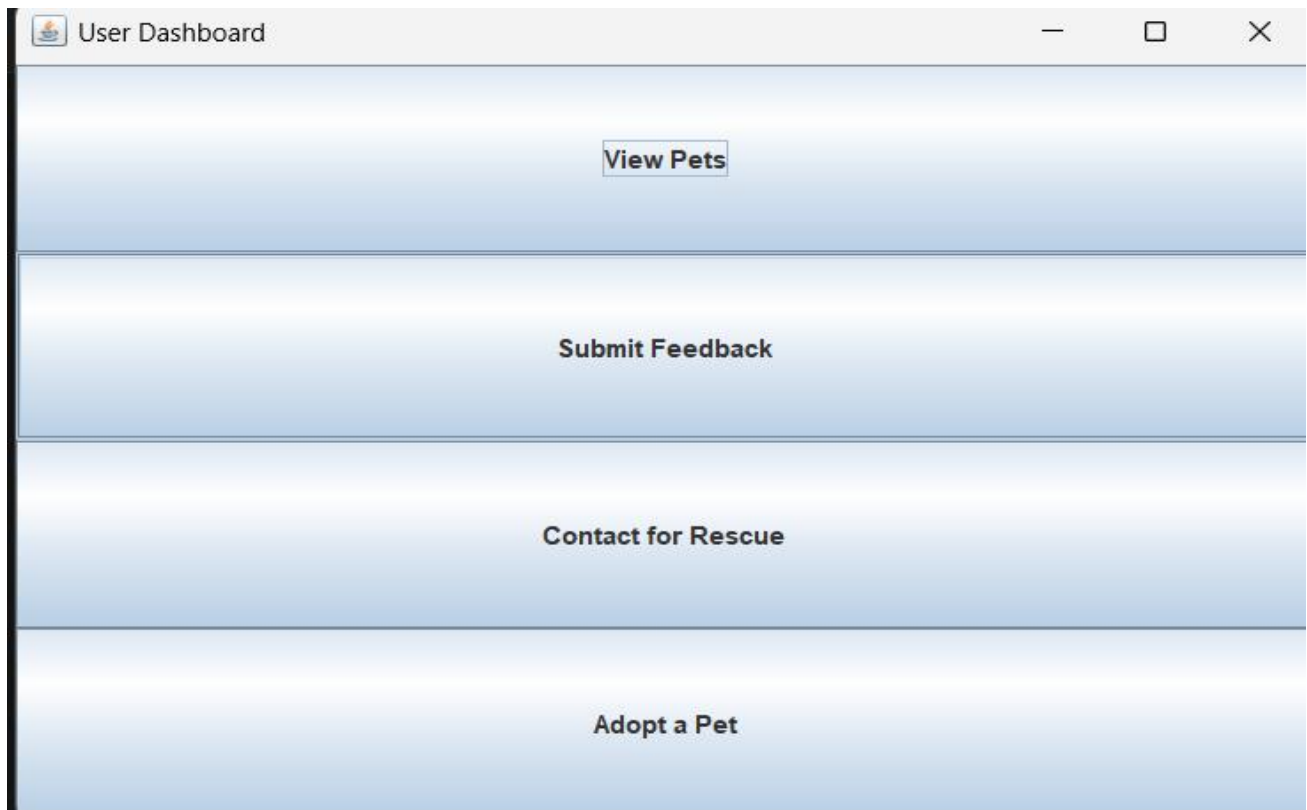 User Dashboard
View Pets
Submit Feedback
Contact for Rescue
Adopt a Pet